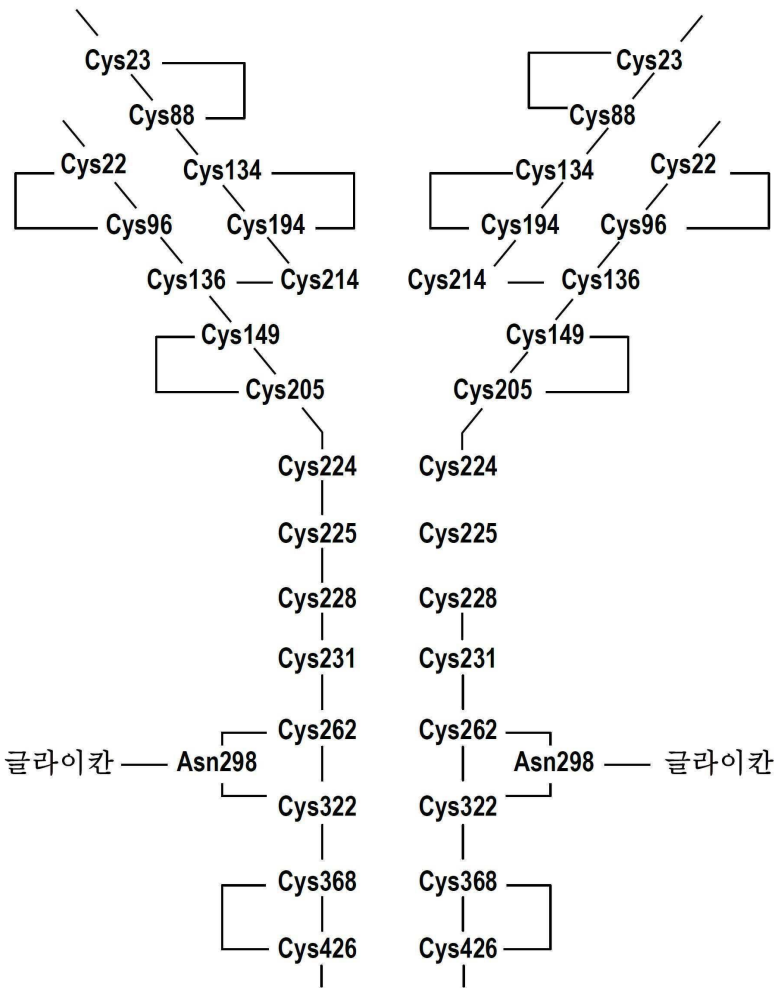 Cys23 Cys23
Cys88 Cys88
Cys22 Cys134 Cys134 Cys22
Cys96 Cys194 Cys194 Cys96
Cys136 Cys214 Cys214 Cys136
Cys149 Cys149
Cys205 Cys205
Cys224 Cys224
Cys225 Cys225
Cys228 Cys228
Cys231 Cys231
Cys262 Cys262
글라이칸 Asn298 Asn298 글라이칸
Cys322 Cys322
Cys368 Cys368
Cys426 Cys426